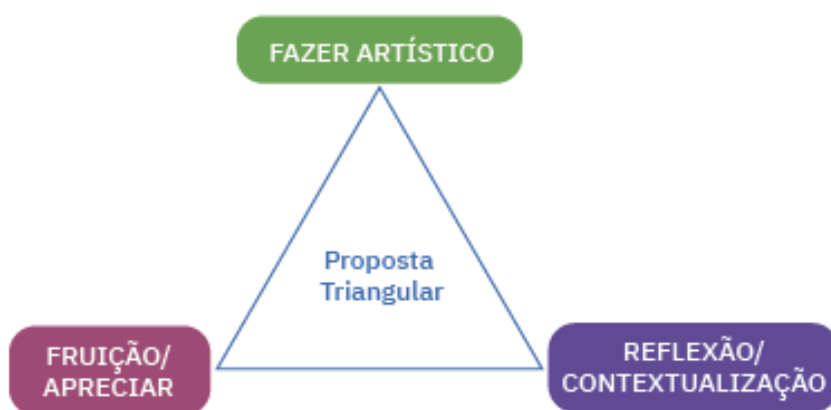 FAZER ARTÍSTICO
Proposta
Triangular
FRUIÇÃO/
APRECIAR
REFLEXÃO/
CONTEXTUALIZAÇÃO